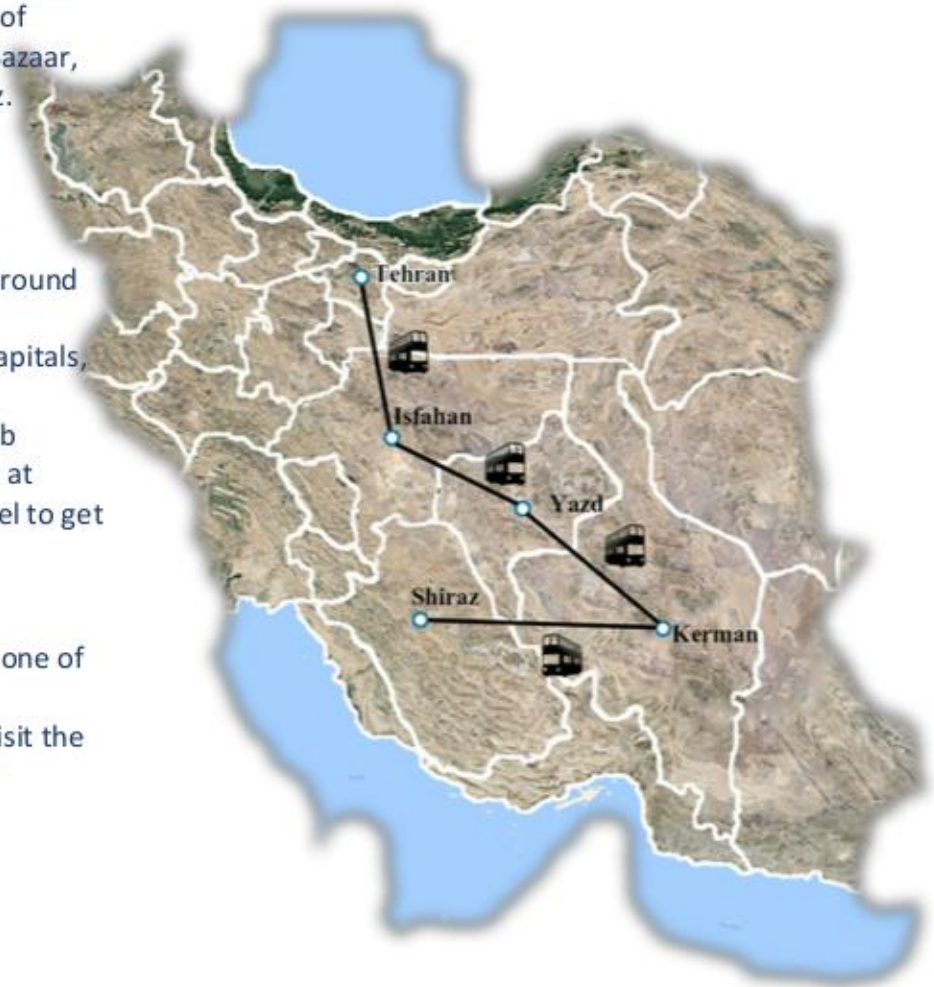 of
azaar,
z.
round
apitals,
b
at
el to get
one of
isit the
Tehran
Isfahan
Yazd
Shiraz
Kerman